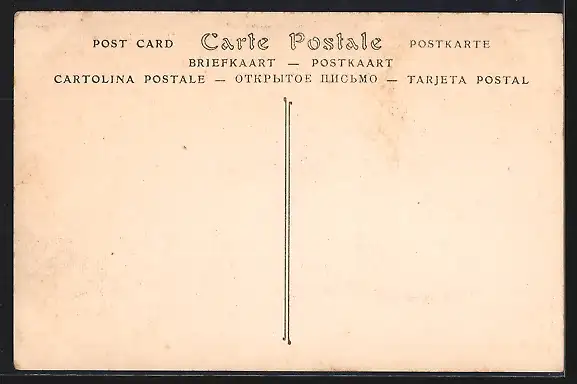 POST CARD Carte Postale POSTKARTE
BRIEFKAART — POSTKAART
CARTOLINA POSTALE — ОТКРЫТОЕ ПИСЬМО — TARJETA POSTAL